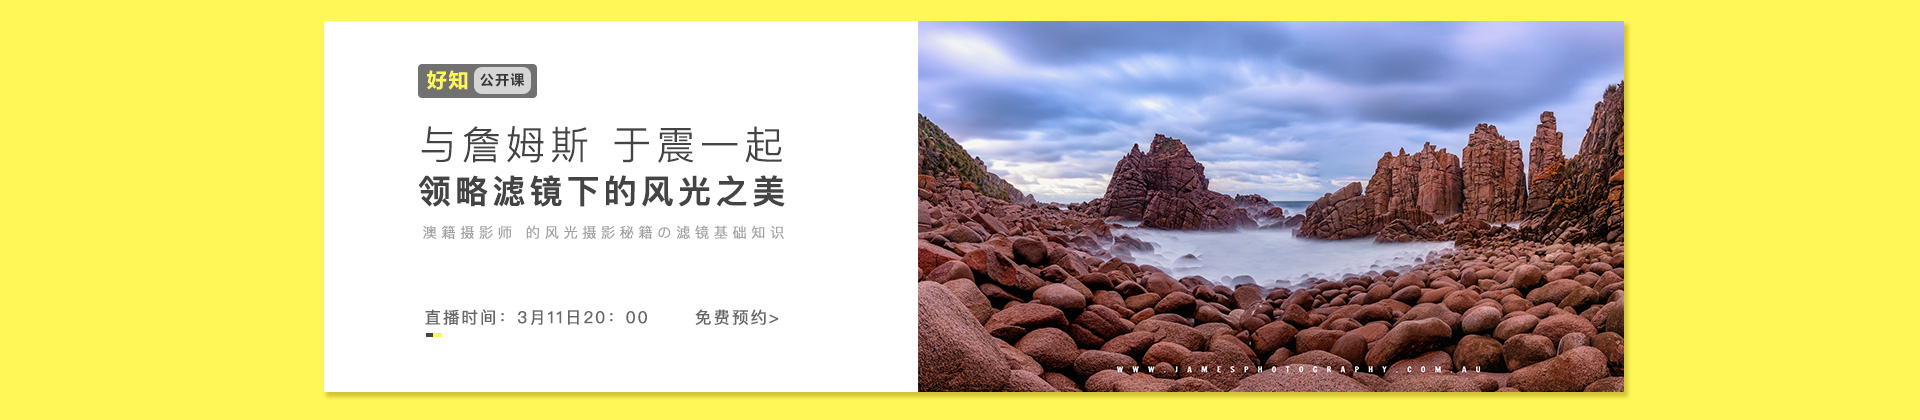 好知 公开课
与詹姆斯 于震一起
领略滤镜下的风光之美
澳籍摄影师 的风光摄影秘籍の滤镜基础知识
直播时间：3月11日20：00 免费预约>
WWW.JAMESPHOTOGRAPHY.COM.AU